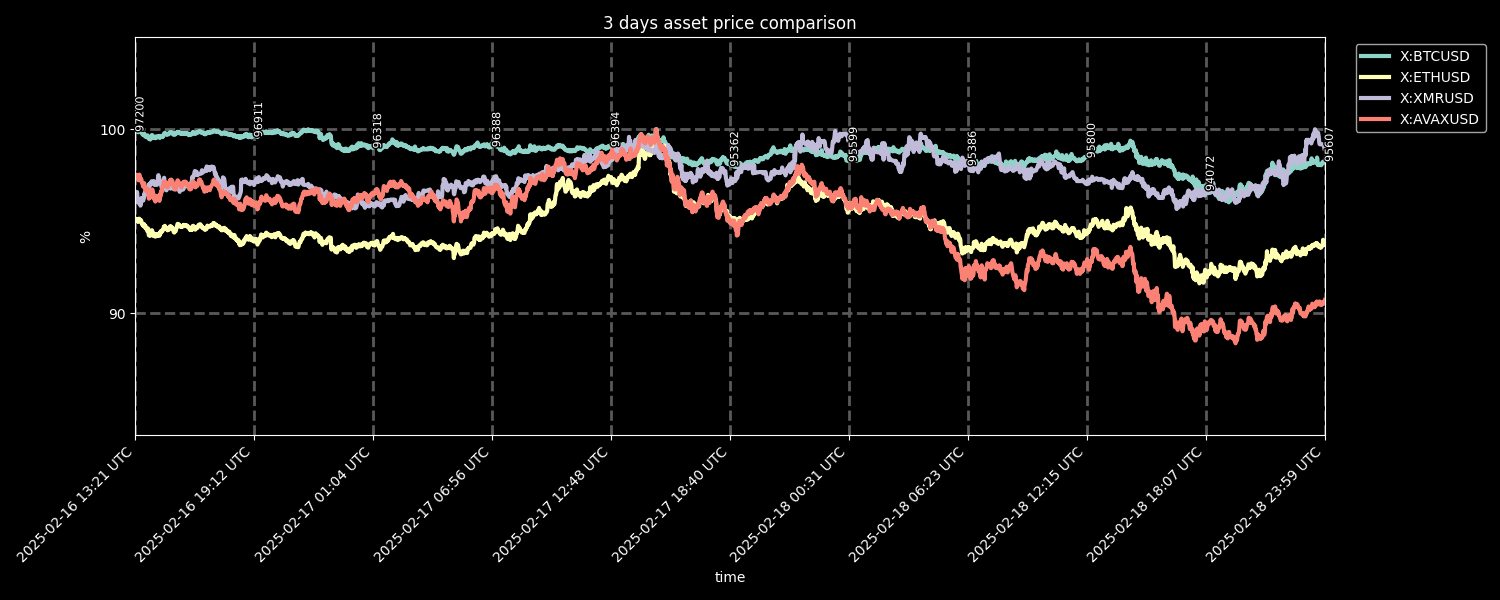 3 days asset price comparison
X:BTCUSD
X:ETHUSD
X:XMRUSD
X:AVAXUSD
100
90
%
97200
96911
96318
96388
96394
95362
95599
95386
95800
94072
95607
2025-02-16 13:21 UTC
2025-02-16 19:12 UTC
2025-02-17 01:04 UTC
2025-02-17 06:56 UTC
2025-02-17 12:48 UTC
2025-02-17 18:40 UTC
2025-02-18 00:31 UTC
2025-02-18 06:23 UTC
2025-02-18 12:15 UTC
2025-02-18 18:07 UTC
2025-02-18 23:59 UTC
time